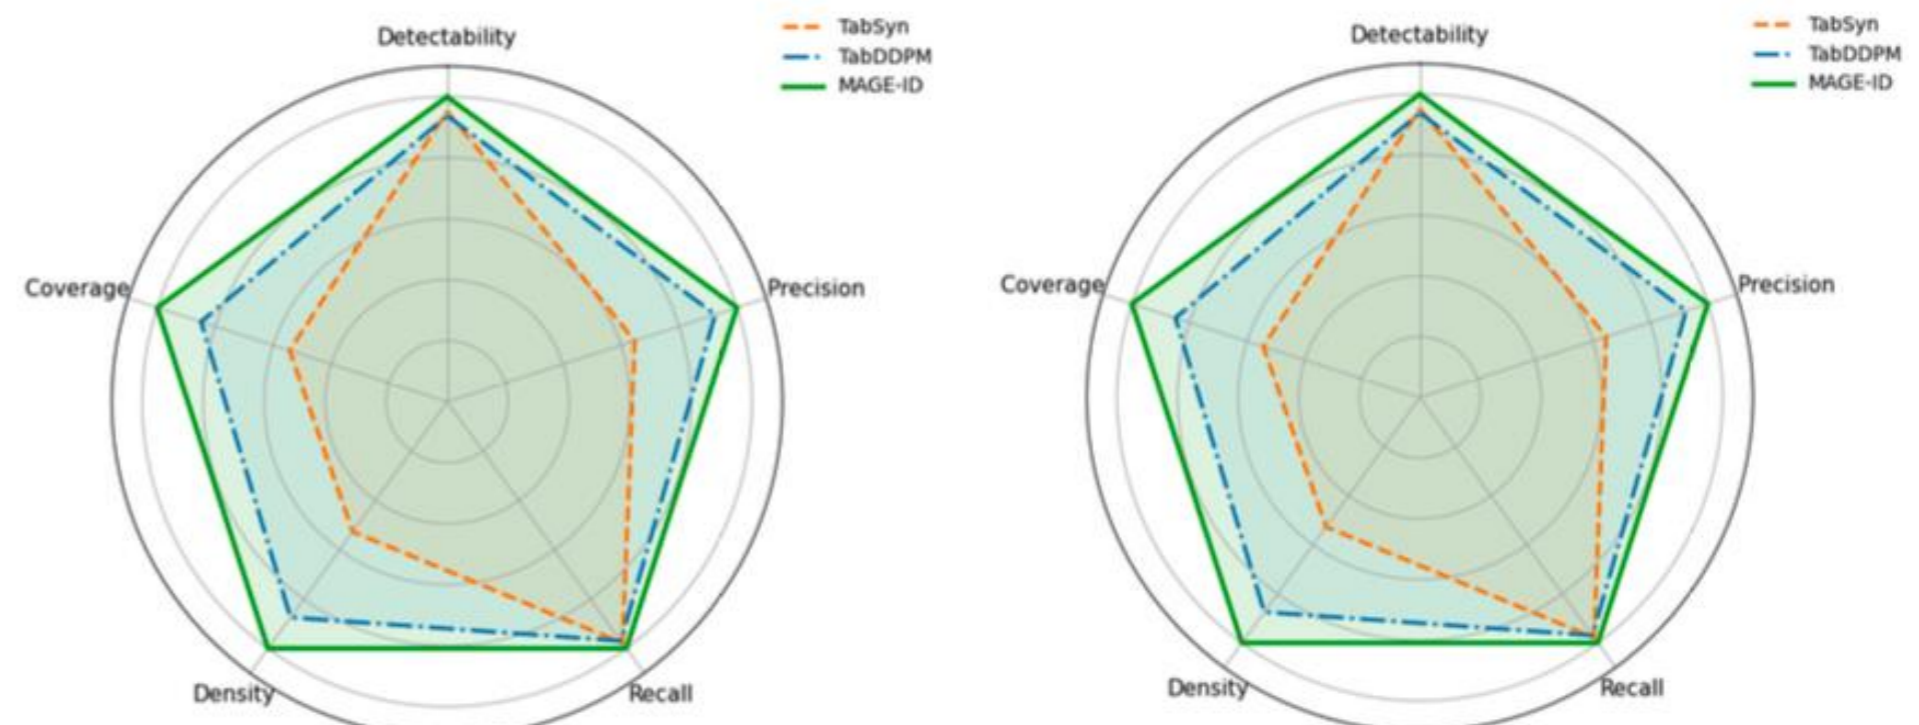 Detectability
TabSyn
TabDDPM
MAGE-ID
Coverage
Precision
Density
Recall
Detectability
TabSyn
TabDDPM
MAGE-ID
Coverage
Precision
Density
Recall